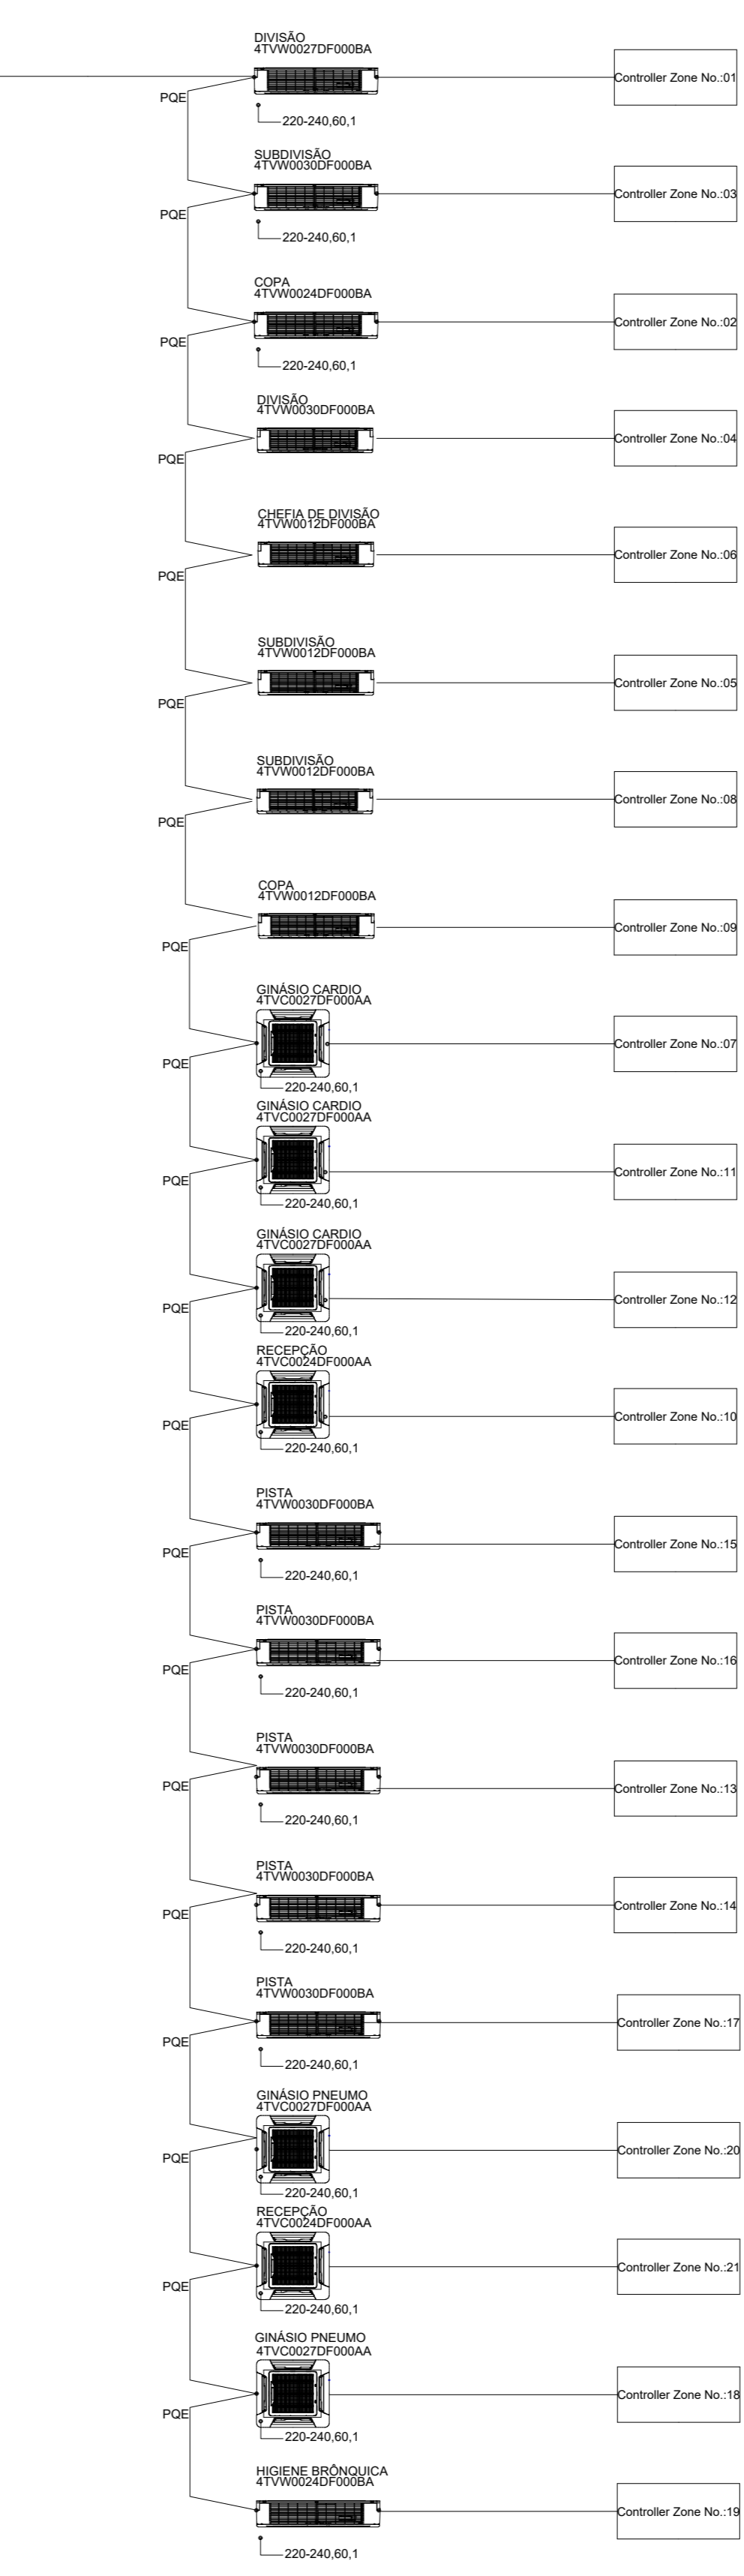 DIVISÃO
4TVW0027DF000BA
Controller Zone No.:01
PQE
220-240,60,1
SUBDIVISÃO
4TVW0030DF000BA
Controller Zone No.:03
PQE
220-240,60,1
COPA
4TVW0024DF000BA
Controller Zone No.:02
PQE
220-240,60,1
DIVISÃO
4TVW0030DF000BA
Controller Zone No.:04
PQE
CHEFIA DE DIVISÃO
4TVW0012DF000BA
Controller Zone No.:06
PQE
SUBDIVISÃO
4TVW0012DF000BA
Controller Zone No.:05
PQE
SUBDIVISÃO
4TVW0012DF000BA
Controller Zone No.:08
PQE
COPA
4TVW0012DF000BA
Controller Zone No.:09
PQE
GINÁSIO CARDIO
4TVC0027DF000AA
Controller Zone No.:07
PQE
220-240,60,1
GINÁSIO CARDIO
4TVC0027DF000AA
Controller Zone No.:11
PQE
220-240,60,1
GINÁSIO CARDIO
4TVC0027DF000AA
Controller Zone No.:12
PQE
220-240,60,1
RECEPÇÃO
4TVC0024DF000AA
Controller Zone No.:10
PQE
220-240,60,1
PISTA
4TVW0030DF000BA
Controller Zone No.:15
PQE
220-240,60,1
PISTA
4TVW0030DF000BA
Controller Zone No.:16
PQE
220-240,60,1
PISTA
4TVW0030DF000BA
Controller Zone No.:13
PQE
220-240,60,1
PISTA
4TVW0030DF000BA
Controller Zone No.:14
PQE
220-240,60,1
PISTA
4TVW0030DF000BA
Controller Zone No.:17
PQE
220-240,60,1
GINÁSIO PNEUMO
4TVC0027DF000AA
Controller Zone No.:20
PQE
220-240,60,1
RECEPÇÃO
4TVC0024DF000AA
Controller Zone No.:21
PQE
220-240,60,1
GINÁSIO PNEUMO
4TVC0027DF000AA
Controller Zone No.:18
PQE
220-240,60,1
HIGIENE BRÔNQUICA
4TVW0024DF000BA
Controller Zone No.:19
220-240,60,1